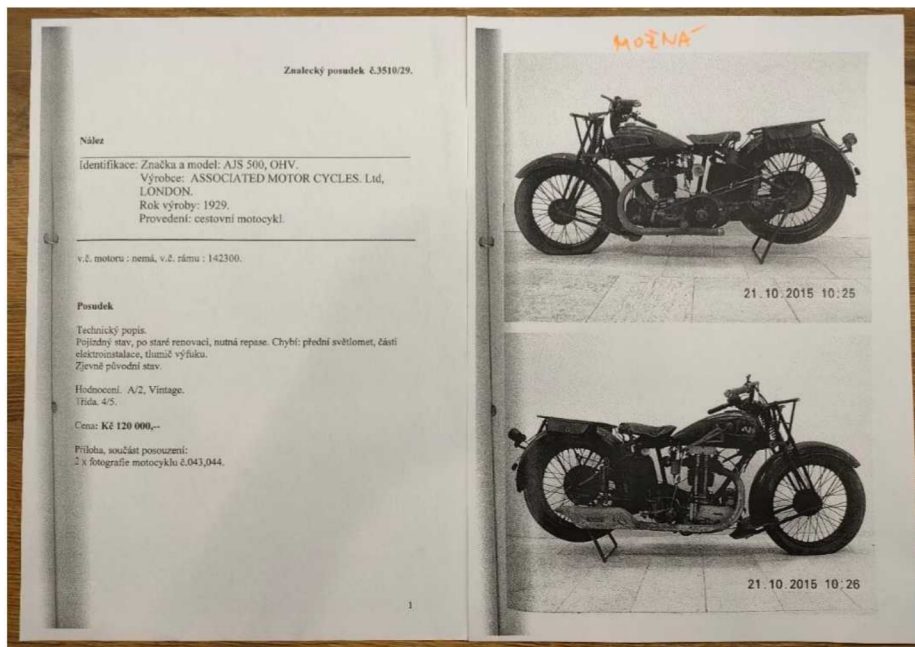 Znalecký posudek č.3510/29.
Nález
Identifikace: Značka a model: AJS 500, OHV.
Výrobce: ASSOCIATED MOTOR CYCLES. Ltd,
LONDON.
Rok výroby: 1929.
Provedení: cestovní motocykl.
v.č. motoru : nemá, v.č. rámu : 142300.
Posudek
Technický popis.
Pojízdný stav, po staré renovaci, nutná repase. Chybí: přední světlomet, části
elektroinstalace, tlumič výfuku.
Zjevně původní stav.
Hodnocení. A/2, Vintage.
Třída. 4/5.
Cena: Kč 120 000,--
Příloha, součást posouzení:
2 x fotografie motocyklu č.043,044.
1
MOŽNÁ
21.10.2015 10:25
21.10.2015 10:26